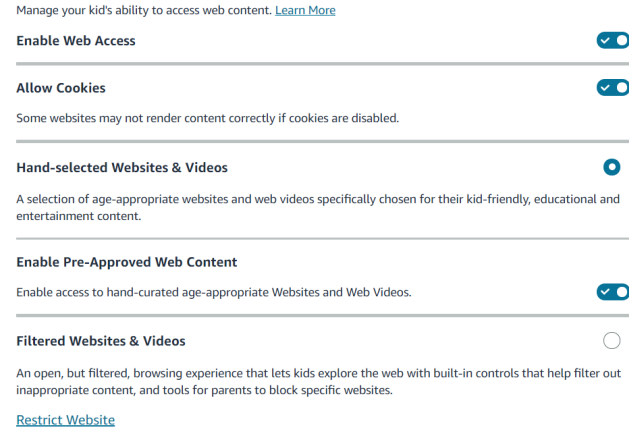 Manage your kid's ability to access web content. Learn More
Enable Web Access
Allow Cookies
Some websites may not render content correctly if cookies are disabled.
Hand-selected Websites & Videos
A selection of age-appropriate websites and web videos specifically chosen for their kid-friendly, educational and
entertainment content.
Enable Pre-Approved Web Content
Enable access to hand-curated age-appropriate Websites and Web Videos.
Filtered Websites & Videos
An open, but filtered, browsing experience that lets kids explore the web with built-in controls that help filter out
inappropriate content, and tools for parents to block specific websites.
Restrict Website